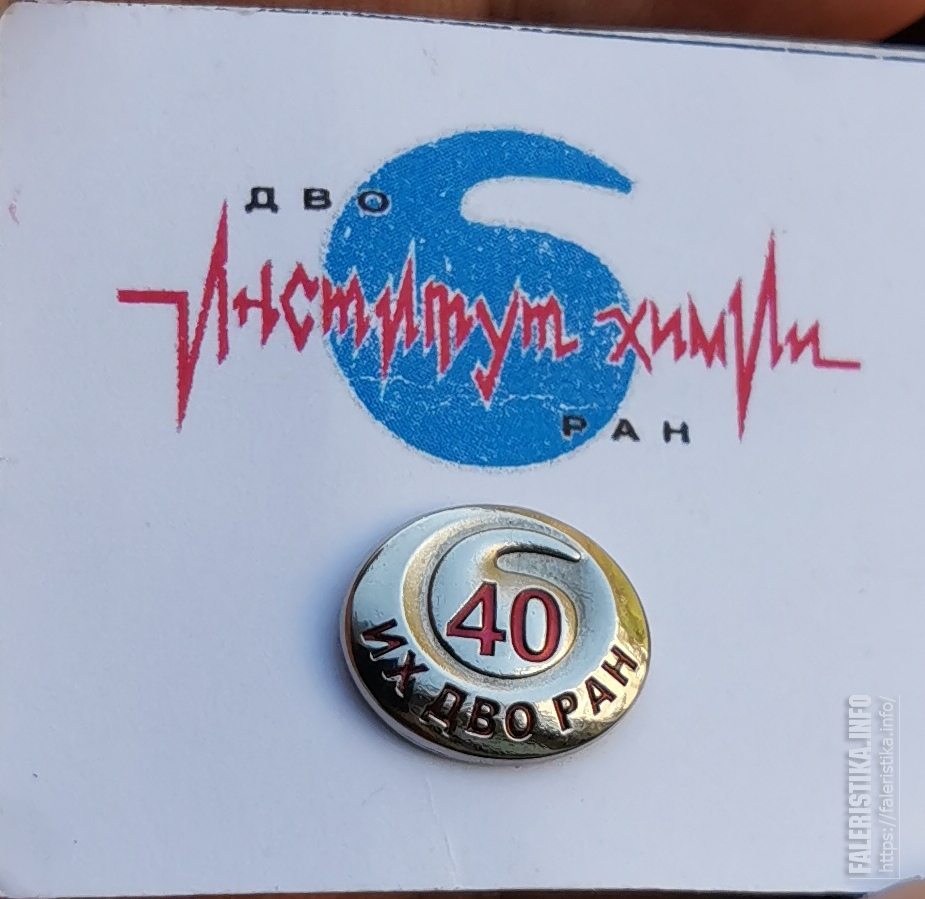 ДВО
Институт химии
РАН
40
ИХ ДВО РАН
FALERISTIKA.INFO
https://faleristika.info/